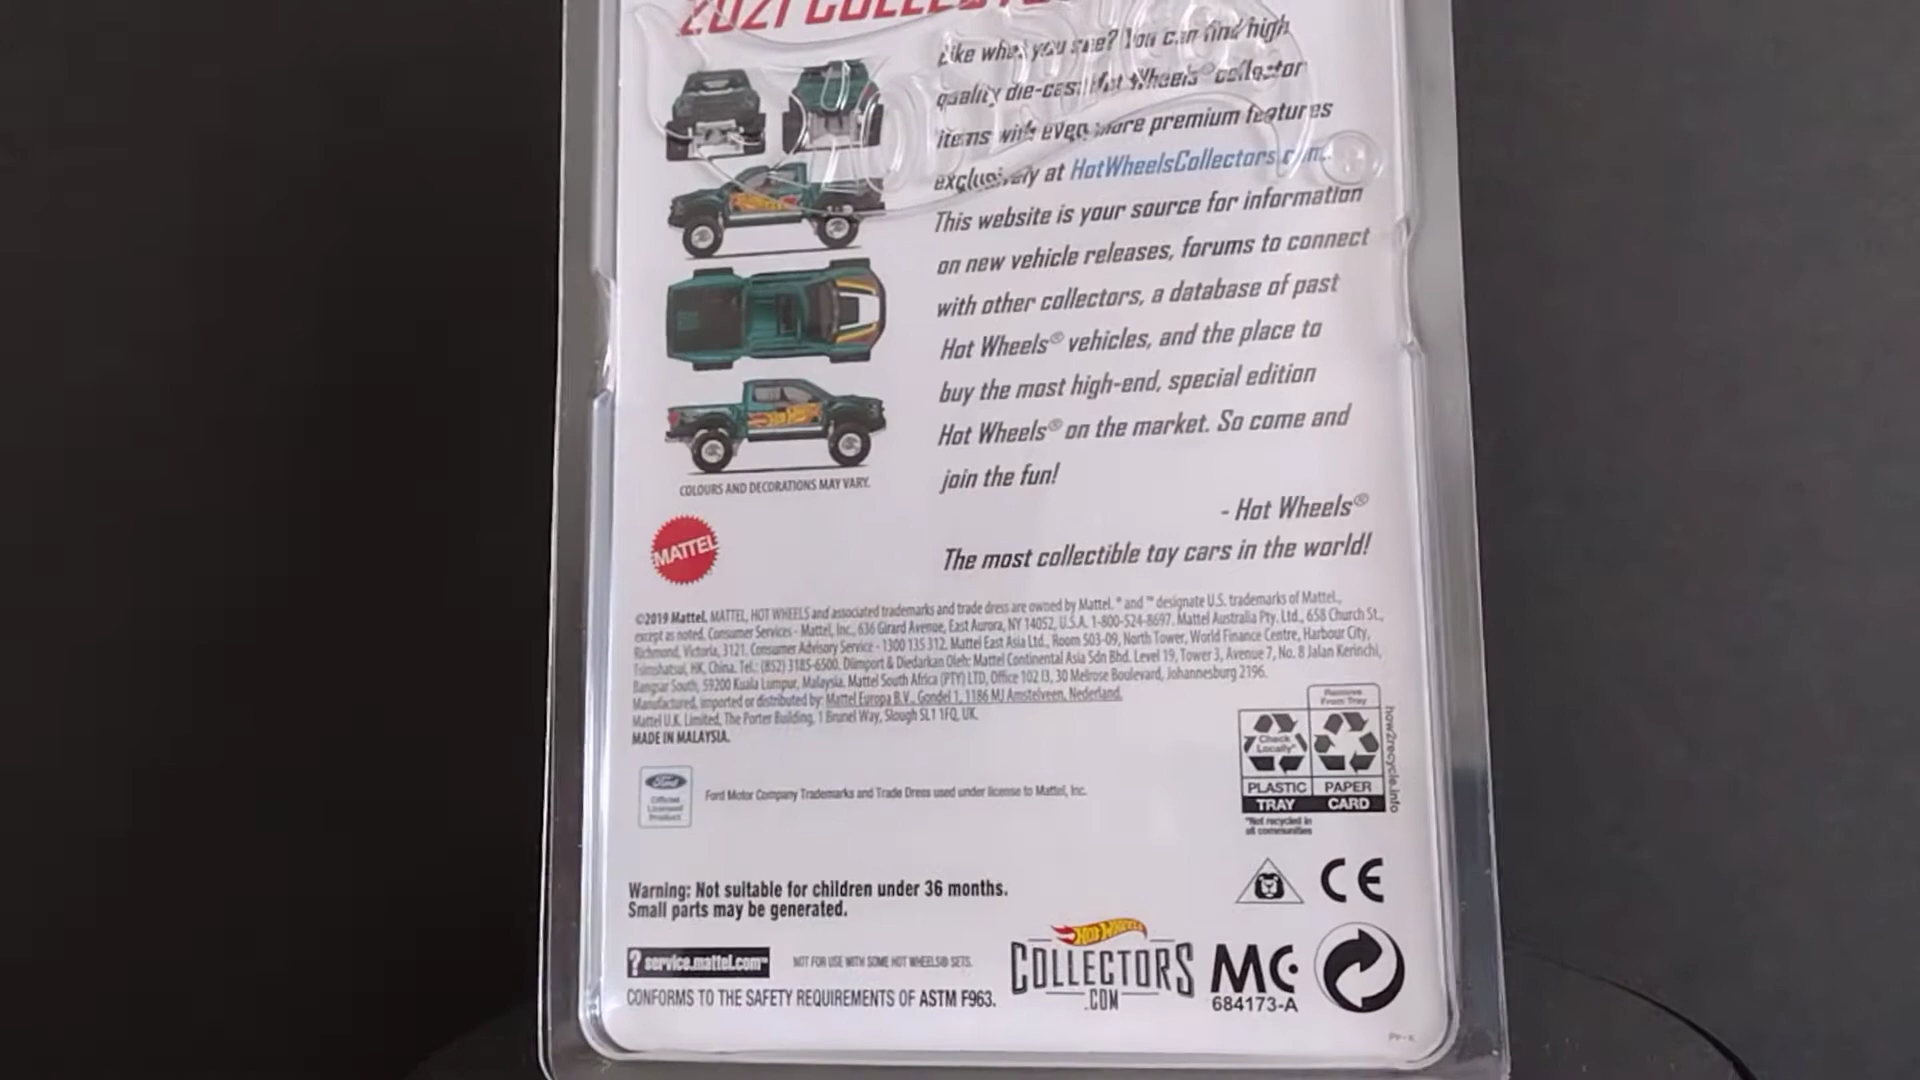 2021 COLLECTOR
Like what you see? You can find high
quality die-cast Hot Wheels® collector
items with even more premium features
exclusively at HotWheelsCollectors.com.
This website is your source for information
on new vehicle releases, forums to connect
with other collectors, a database of past
Hot Wheels® vehicles, and the place to
buy the most high-end, special edition
Hot Wheels® on the market. So come and
join the fun!
- Hot Wheels®
The most collectible toy cars in the world!
COLOURS AND DECORATIONS MAY VARY.
MATTEL
©2019 Mattel. MATTEL, HOT WHEELS and associated trademarks and trade dress are owned by Mattel. ® and ™ designate U.S. trademarks of Mattel,
except as noted. Consumer Services - Mattel, Inc., 636 Girard Avenue, East Aurora, NY 14052, U.S.A. 1-800-524-8697. Mattel Australia Pty. Ltd., 658 Church St.,
Richmond, Victoria, 3121. Consumer Advisory Service - 1300 135 312. Mattel East Asia Ltd., Room 503-09, North Tower, World Finance Centre, Harbour City,
Tsimshatsui, HK, China. Tel.: (852) 3185-6500. Diimport & Diedarkan Oleh: Mattel Continental Asia Sdn Bhd. Level 19, Tower 3, Avenue 7, No. 8 Jalan Kerinchi,
Bangsar South, 59200 Kuala Lumpur, Malaysia. Mattel South Africa (PTY) LTD, Office 102 I3, 30 Melrose Boulevard, Johannesburg 2196.
Manufactured, imported or distributed by: Mattel Europa B.V., Gondel 1, 1186 MJ Amstelveen, Nederland.
Mattel U.K. Limited, The Porter Building, 1 Brunel Way, Slough SL1 1FQ, UK.
MADE IN MALAYSIA.
Remove
From Tray
Check
Locally*
PLASTIC PAPER
TRAY CARD
*Not recycled in
all communities
how2recycle.info
Ford
Official
Licensed
Product
Ford Motor Company Trademarks and Trade Dress used under license to Mattel, Inc.
Warning: Not suitable for children under 36 months.
Small parts may be generated.
CE
? service.mattel.com™
NOT FOR USE WITH SOME HOT WHEELS® SETS.
CONFORMS TO THE SAFETY REQUIREMENTS OF ASTM F963.
HOT WHEELS
COLLECTORS
.COM
MC
684173-A